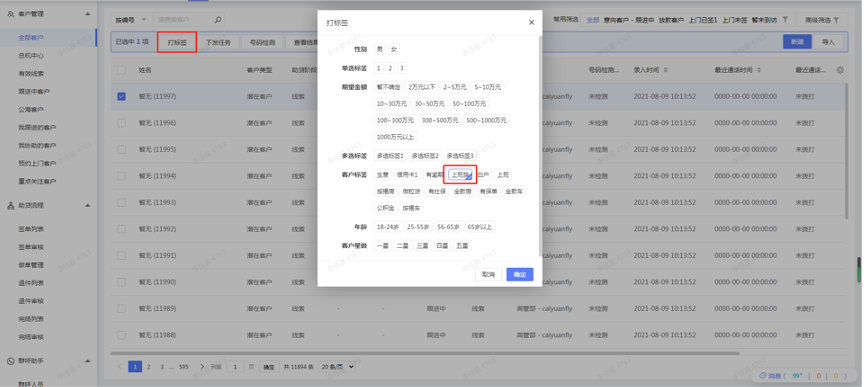 客户管理
全部客户
总机中心
有效线索
跟进中客户
公海客户
我跟进的客户
我协助的客户
预约上门客户
重点关注客户
助贷流程
签单列表
签单审核
做单管理
退件列表
退件审核
完结列表
完结审核
群呼助手
群呼人员
按编号
请搜索客户
常用筛选 全部 意向客户 - 跟进中 放款客户 上门已签1 上门未签 暂未到访
高级筛选
已选中 1 项
打标签
下发任务
号码检测
查看结果
新建
导入
姓名 客户类型 助贷阶段 号码检测... 录入时间 最近通话时间 最近通话...
暂无 (11997) 潜在客户 线索 caiyuanfly 未检测 2021-08-09 10:13:52 0000-00-00 00:00:00 未拨打
暂无 (11996) 潜在客户 线索 caiyuanfly 未检测 2021-08-09 10:13:52 0000-00-00 00:00:00 未拨打
暂无 (11995) 潜在客户 线索 caiyuanfly 未检测 2021-08-09 10:13:52 0000-00-00 00:00:00 未拨打
暂无 (11994) 潜在客户 线索 caiyuanfly 未检测 2021-08-09 10:13:52 0000-00-00 00:00:00 未拨打
暂无 (11993) 潜在客户 线索 caiyuanfly 未检测 2021-08-09 10:13:52 0000-00-00 00:00:00 未拨打
暂无 (11992) 潜在客户 线索 caiyuanfly 未检测 2021-08-09 10:13:52 0000-00-00 00:00:00 未拨打
暂无 (11991) 潜在客户 线索 caiyuanfly 未检测 2021-08-09 10:13:52 0000-00-00 00:00:00 未拨打
暂无 (11990) 潜在客户 线索 caiyuanfly 未检测 2021-08-09 10:13:52 0000-00-00 00:00:00 未拨打
暂无 (11989) 潜在客户 线索 - - 跟进中 线索 商管部 - caiyuanfly 未检测 2021-08-09 10:13:52 0000-00-00 00:00:00 未拨打
暂无 (11988) 潜在客户 线索 - - 跟进中 线索 商管部 - caiyuanfly 未检测 2021-08-09 10:13:52 0000-00-00 00:00:00 未拨打
1 2 3 ... 595 到第 1 页 确定 共 11894 条 20 条/页
消息 ( 99+ | 0 | 0 )
打标签
性别 男 女
单选标签 1 2 3
期望金额 暂不确定 2万元以下 2~5万元 5~10万元
10~30万元 30~50万元 50~100万元
100~300万元 300~500万元 500~1000万元
1000万元以上
多选标签 多选标签1 多选标签2 多选标签3
客户标签 生意 信用卡1 有逾期 上班族 白户 上班
按揭房 微粒贷 有社保 全款房 有保单 全款车
公积金 按揭车
年龄 18-24岁 25-55岁 56-65岁 65岁以上
客户星级 一星 二星 三星 四星 五星
取消
确定